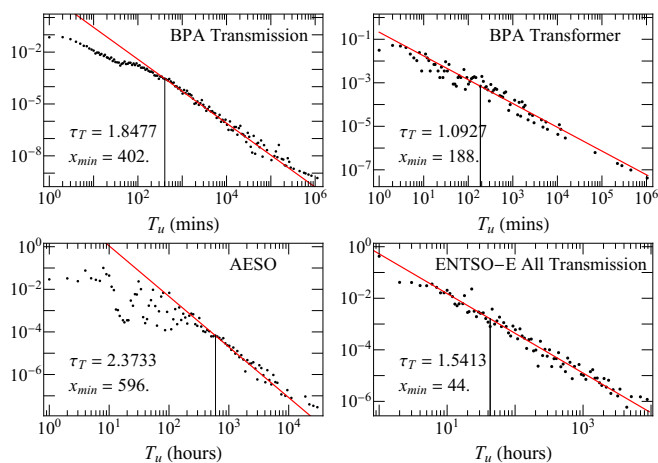 BPA Transmission
10^-2
10^-5
10^-8
τ_T = 1.8477
x_min = 402.
10^0 10^2 10^4 10^6
T_u (mins)
BPA Transformer
10^-1
10^-3
10^-5
10^-7
τ_T = 1.0927
x_min = 188.
10^0 10^1 10^2 10^3 10^4 10^5 10^6
T_u (mins)
AESO
10^0
10^-2
10^-4
10^-6
τ_T = 2.3733
x_min = 596.
10^0 10^1 10^2 10^3 10^4
T_u (hours)
ENTSO-E All Transmission
10^0
10^-2
10^-4
10^-6
τ_T = 1.5413
x_min = 44.
10^0 10^1 10^3
T_u (hours)